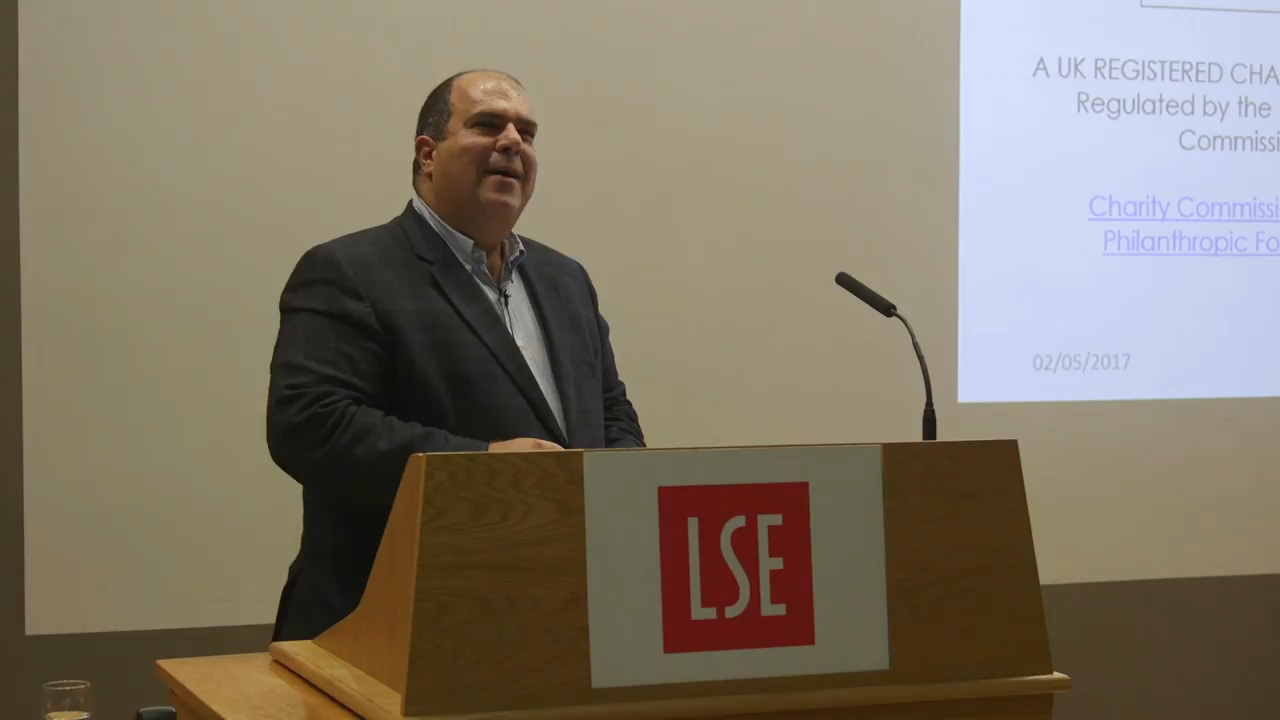 A UK REGISTERED CHA
Regulated by the
Commissi
Charity Commissi
Philanthropic Fo
02/05/2017
LSE